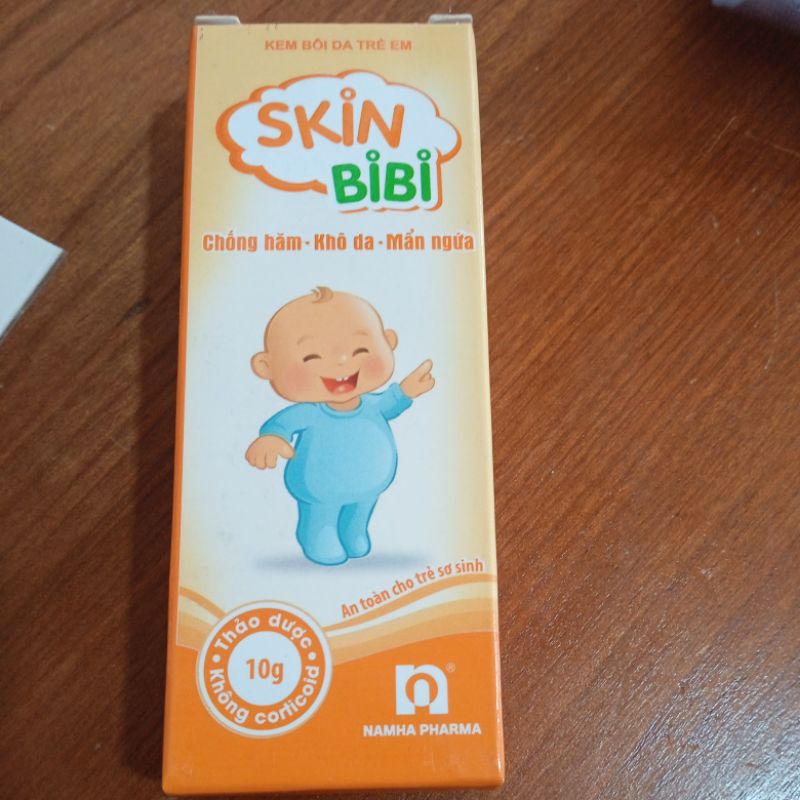 KEM BÔI DA TRẺ EM
SKIN
BIBI
Chống hăm · Khô da · Mẩn ngứa
An toàn cho trẻ sơ sinh
Thảo dược
10g
Không corticoid
n®
NAMHA PHARMA